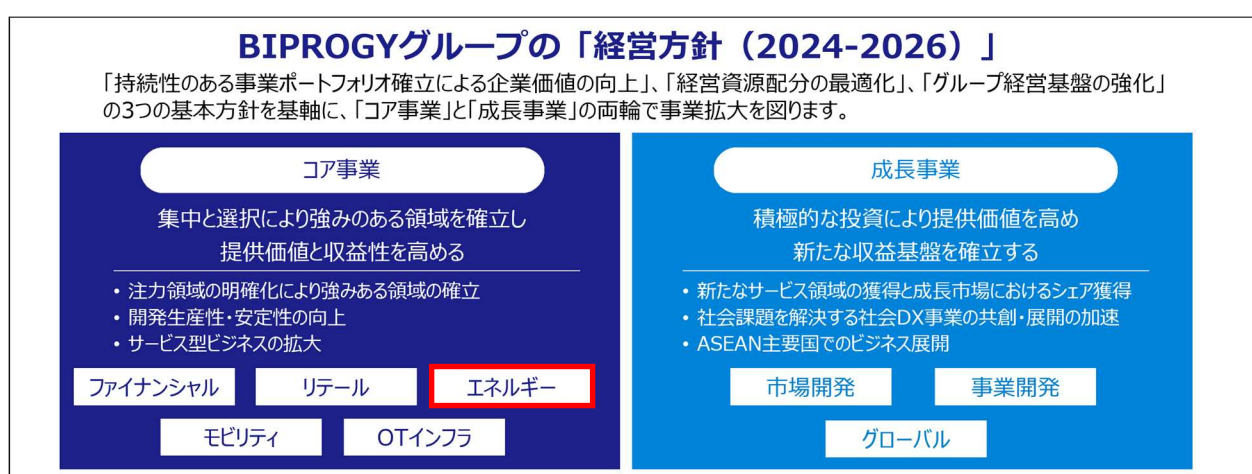 BIPROGYグループの「経営方針（2024-2026）」
「持続性のある事業ポートフォリオ確立による企業価値の向上」、「経営資源配分の最適化」、「グループ経営基盤の強化」
の3つの基本方針を基軸に、「コア事業」と「成長事業」の両輪で事業拡大を図ります。
コア事業
集中と選択により強みのある領域を確立し
提供価値と収益性を高める
• 注力領域の明確化により強みある領域の確立
• 開発生産性・安定性の向上
• サービス型ビジネスの拡大
ファイナンシャル
リテール
エネルギー
モビリティ
OTインフラ
成長事業
積極的な投資により提供価値を高め
新たな収益基盤を確立する
• 新たなサービス領域の獲得と成長市場におけるシェア獲得
• 社会課題を解決する社会DX事業の共創・展開の加速
• ASEAN主要国でのビジネス展開
市場開発
事業開発
グローバル